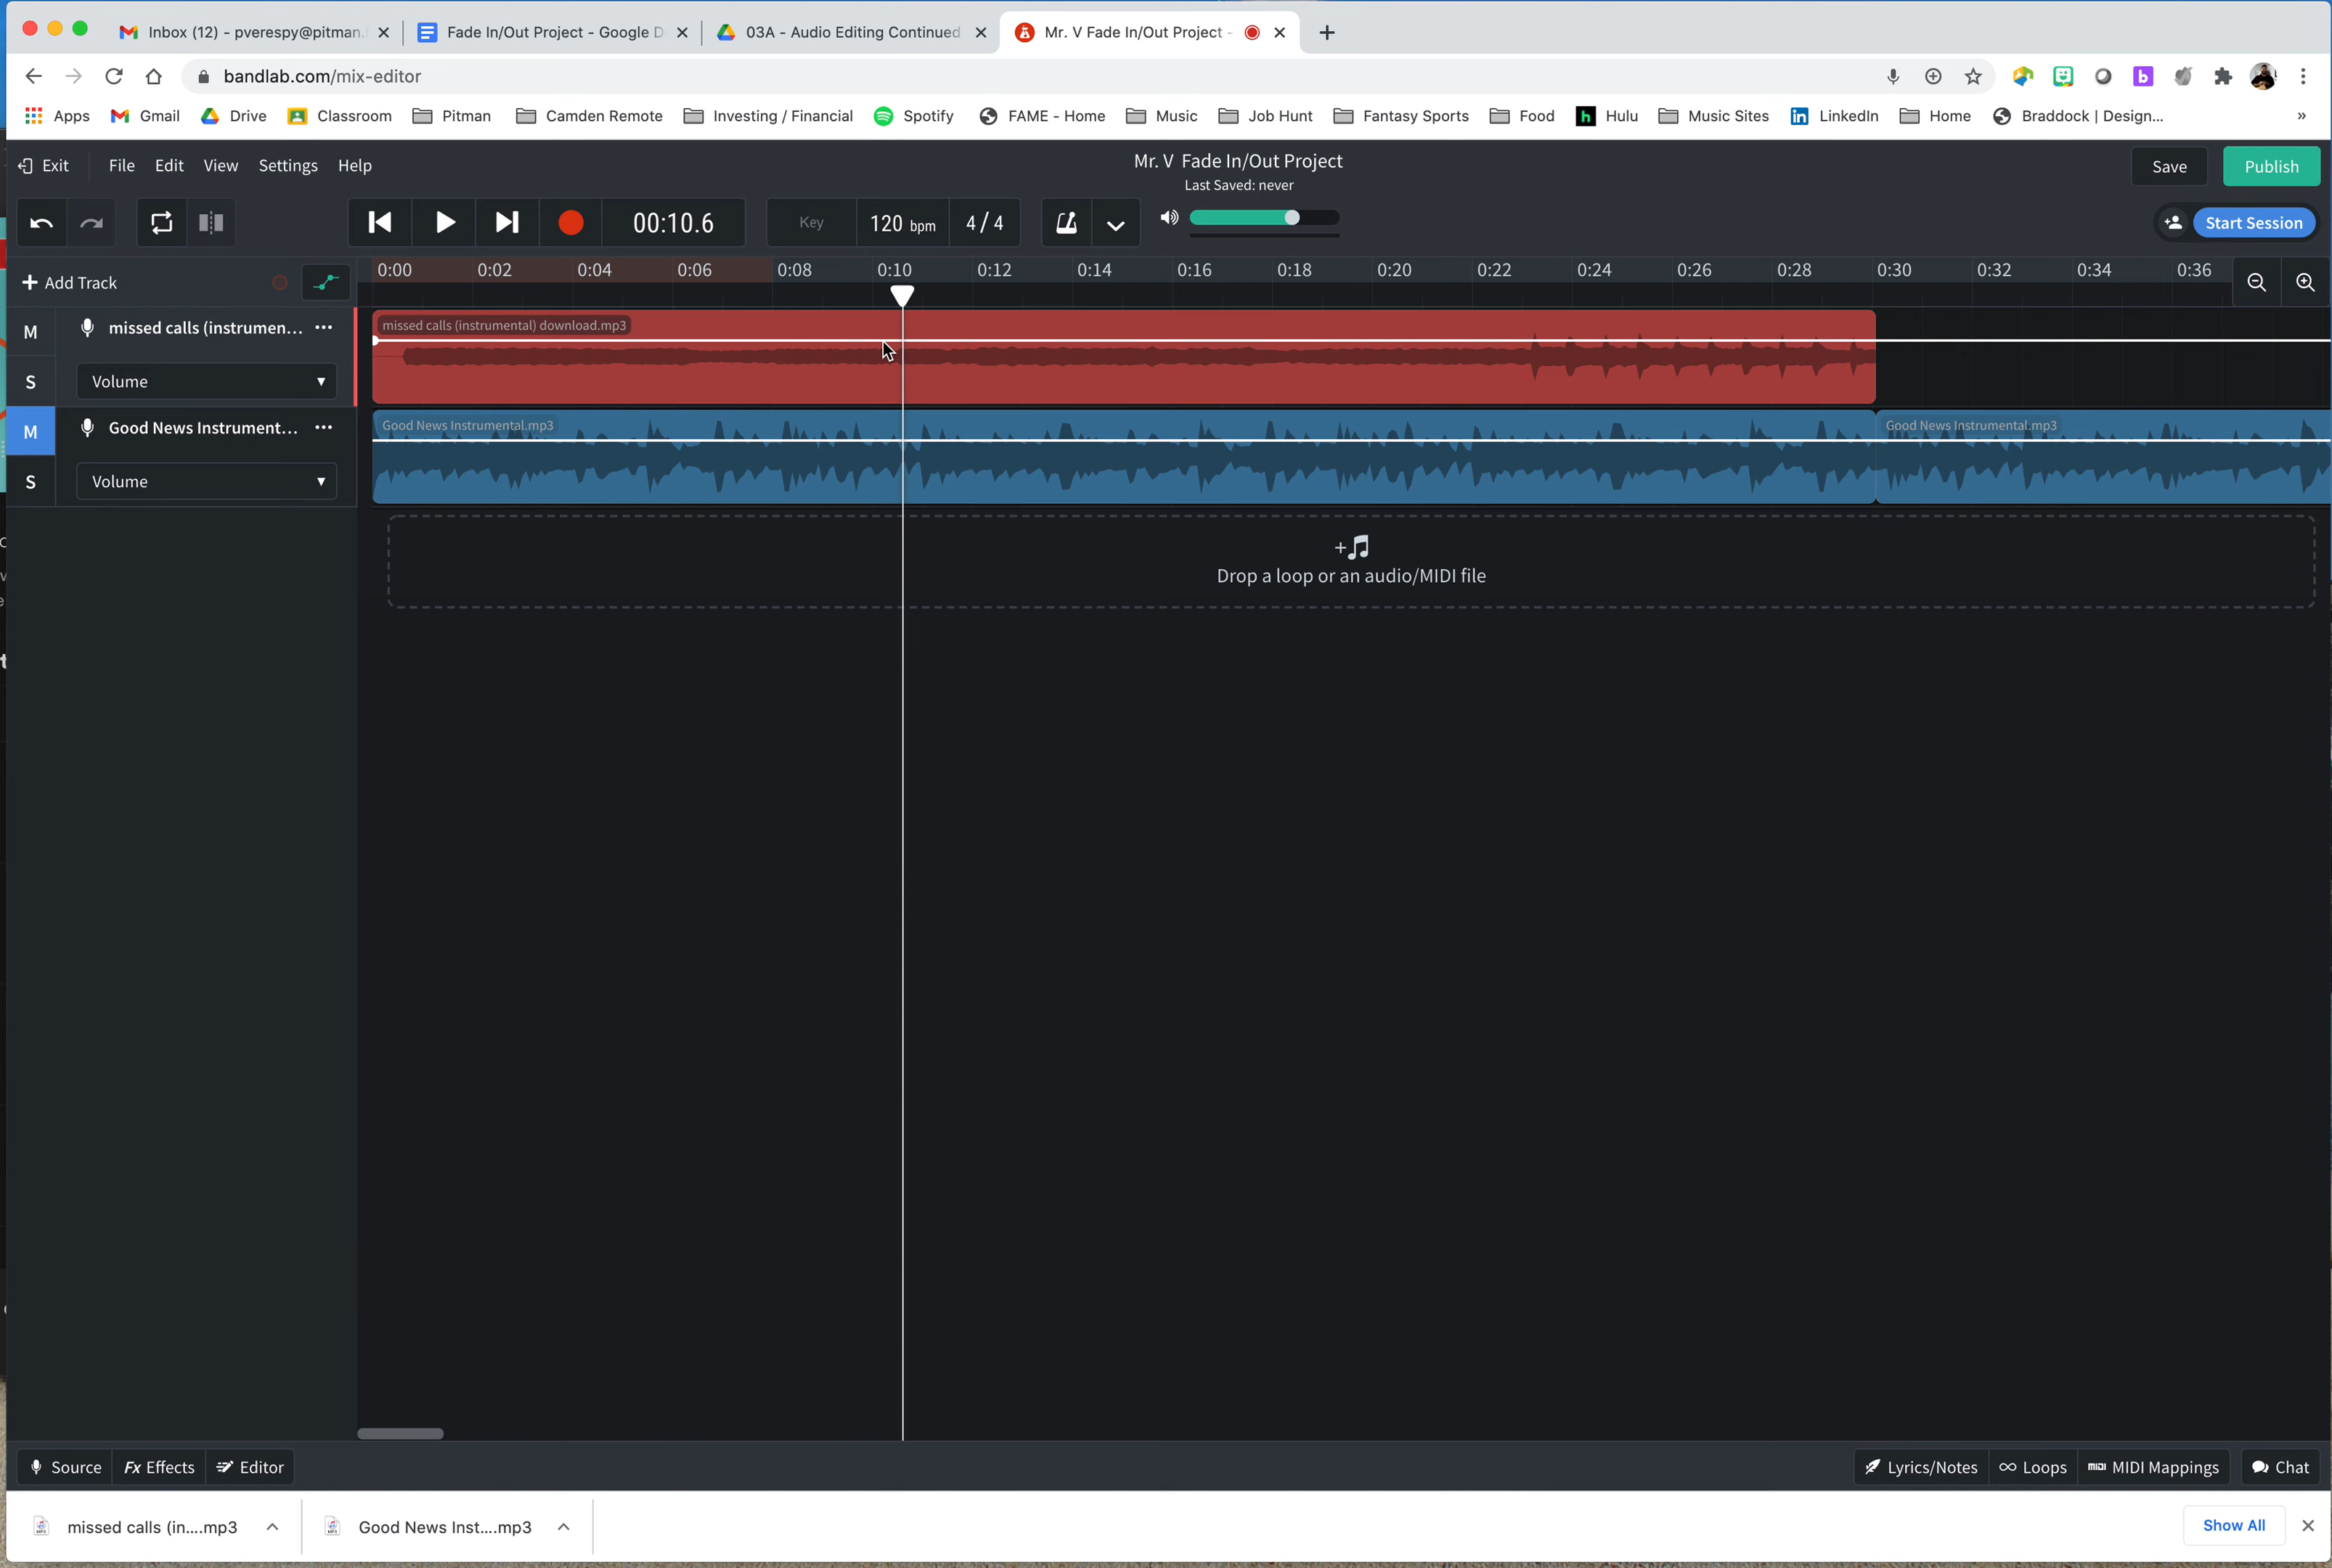 Inbox (12) - pverespy@pitman.
Fade In/Out Project - Google D
03A - Audio Editing Continued
Mr. V Fade In/Out Project -
bandlab.com/mix-editor
Apps
Gmail
Drive
Classroom
Pitman
Camden Remote
Investing / Financial
Spotify
FAME - Home
Music
Job Hunt
Fantasy Sports
Food
Hulu
Music Sites
LinkedIn
Home
Braddock | Design...
»
Exit
File
Edit
View
Settings
Help
Mr. V Fade In/Out Project
Last Saved: never
Save
Publish
00:10.6
Key
120 bpm
4 / 4
Start Session
+ Add Track
0:00
0:02
0:04
0:06
0:08
0:10
0:12
0:14
0:16
0:18
0:20
0:22
0:24
0:26
0:28
0:30
0:32
0:34
0:36
M
missed calls (instrumen...
missed calls (instrumental) download.mp3
S
Volume
M
Good News Instrument...
Good News Instrumental.mp3
Good News Instrumental.mp3
S
Volume
Drop a loop or an audio/MIDI file
Source
Fx Effects
Editor
Lyrics/Notes
Loops
MIDI MIDI Mappings
Chat
missed calls (in....mp3
Good News Inst....mp3
Show All